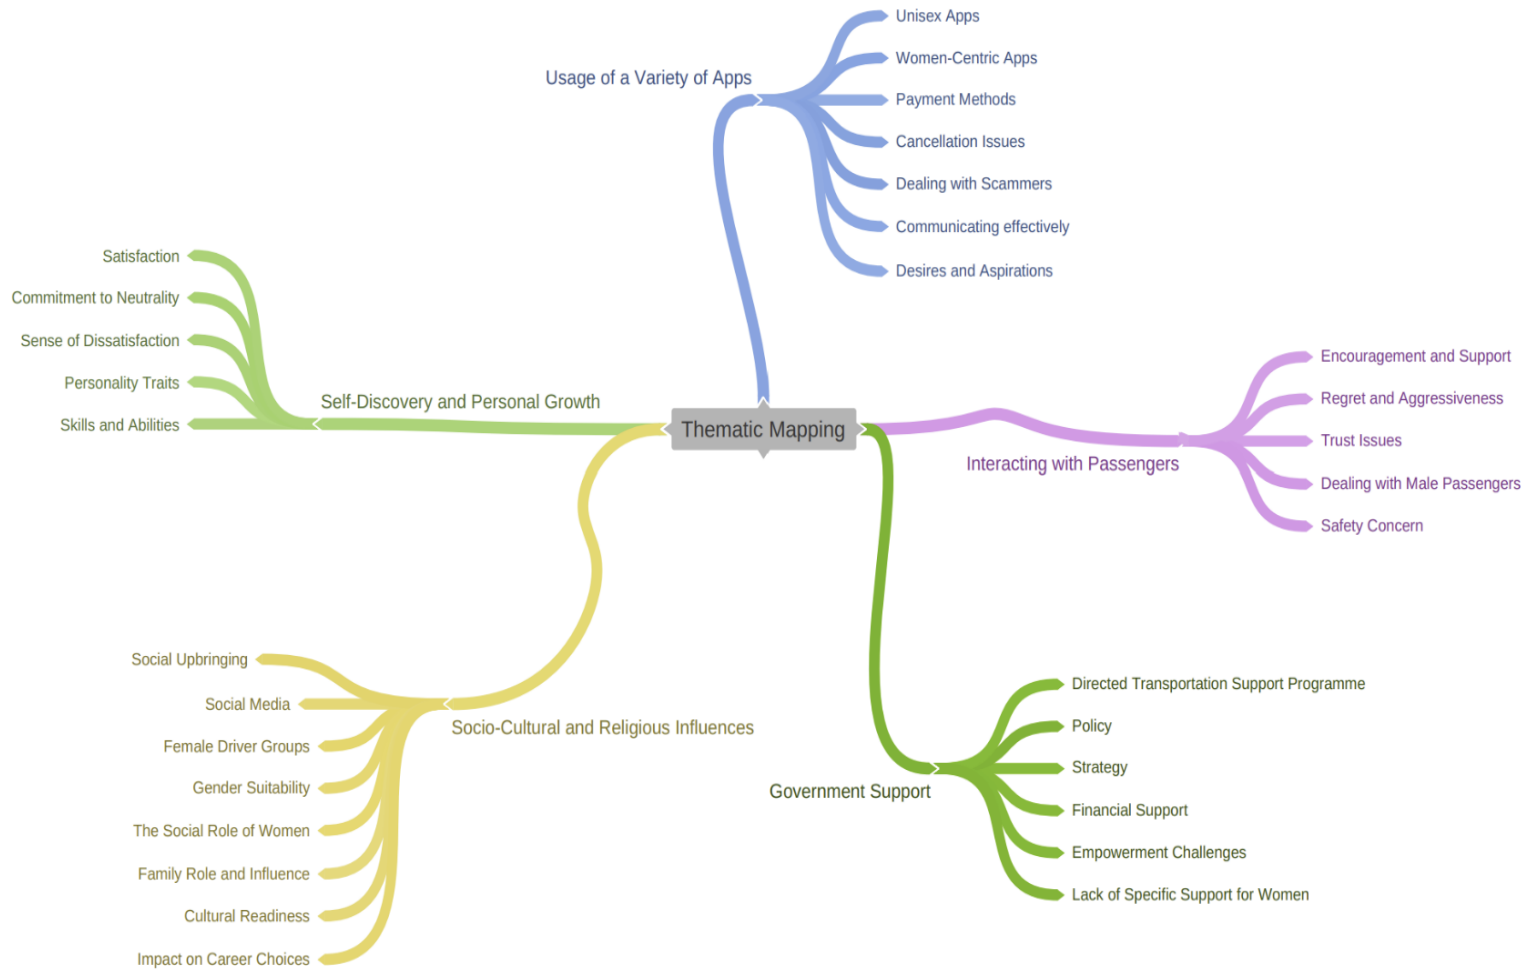 Usage of a Variety of Apps
Unisex Apps
Women-Centric Apps
Payment Methods
Cancellation Issues
Dealing with Scammers
Communicating effectively
Desires and Aspirations
Satisfaction
Commitment to Neutrality
Sense of Dissatisfaction
Personality Traits
Skills and Abilities
Self-Discovery and Personal Growth
Thematic Mapping
Interacting with Passengers
Encouragement and Support
Regret and Aggressiveness
Trust Issues
Dealing with Male Passengers
Safety Concern
Social Upbringing
Social Media
Female Driver Groups
Gender Suitability
The Social Role of Women
Family Role and Influence
Cultural Readiness
Impact on Career Choices
Socio-Cultural and Religious Influences
Government Support
Directed Transportation Support Programme
Policy
Strategy
Financial Support
Empowerment Challenges
Lack of Specific Support for Women